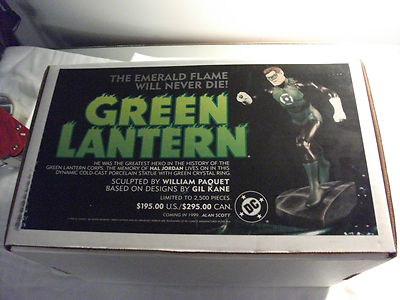 THE EMERALD FLAME
WILL NEVER DIE!
GREEN
LANTERN
HE WAS THE GREATEST HERO IN THE HISTORY OF THE
GREEN LANTERN CORPS. THE MEMORY OF HAL JORDAN LIVES ON IN THIS
DYNAMIC COLD-CAST PORCELAIN STATUE WITH GREEN CRYSTAL RING.
SCULPTED BY WILLIAM PAQUET
BASED ON DESIGNS BY GIL KANE
LIMITED TO 2,500 PIECES.
$195.00 U.S./$295.00 CAN.
COMING IN 1999: ALAN SCOTT
DC